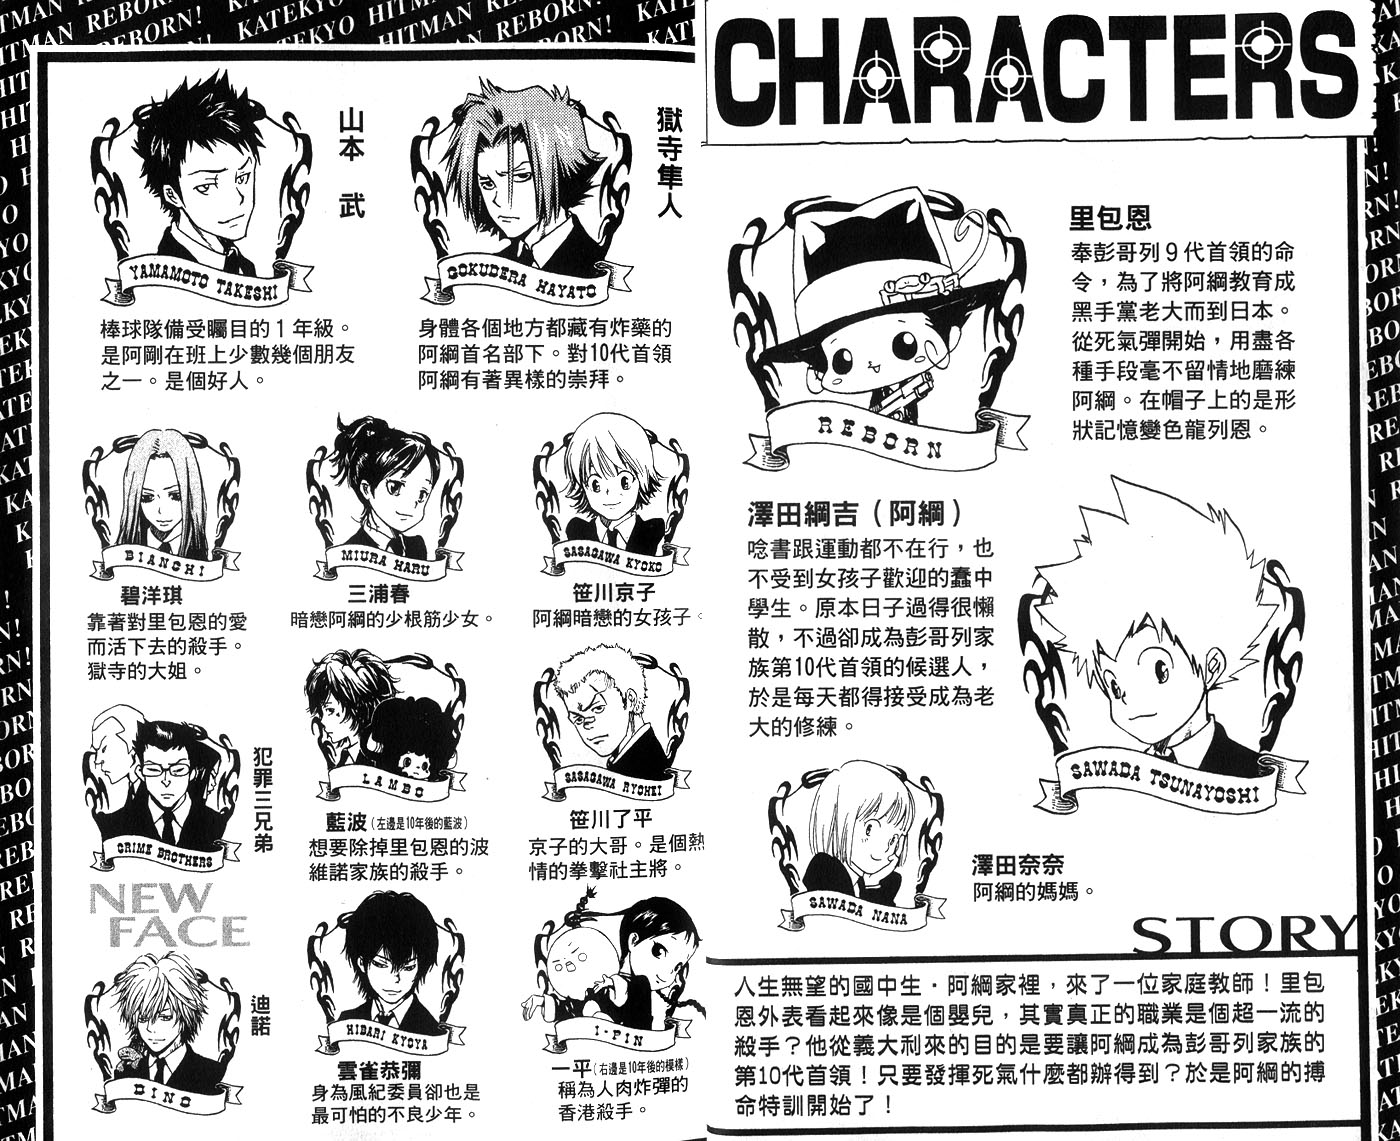 CHARACTERS
里包恩
奉彭哥列9代首領的命
令，為了將阿綱教育成
黑手黨老大而到日本。
從死氣彈開始，用盡各
種手段毫不留情地磨練
阿綱。在帽子上的是形
狀記憶變色龍列恩。
REBORN
澤田綱吉（阿綱）
唸書跟運動都不在行，也
不受到女孩子歡迎的蠢中
學生。原本日子過得很懶
散，不過卻成為彭哥列家
族第10代首領的候選人，
於是每天都得接受成為老
大的修練。
SAWADA TSUNAYOSHI
澤田奈奈
阿綱的媽媽。
SAWADA NANA
獄寺隼人
GOKUDERA HAYATO
身體各個地方都藏有炸藥的
阿綱首名部下。對10代首領
阿綱有著異樣的崇拜。
山本 武
YAMAMOTO TAKESHI
棒球隊備受矚目的1年級。
是阿剛在班上少數幾個朋友
之一。是個好人。
SASAGAWA KYOKO
笹川京子
阿綱暗戀的女孩子。
MIURA HARU
三浦春
暗戀阿綱的少根筋少女。
BIANCHI
碧洋琪
靠著對里包恩的愛
而活下去的殺手。
獄寺的大姐。
SASAGAWA RYOHEI
笹川了平
京子的大哥。是個熱
情的拳擊社主將。
LAMBO
藍波（左邊是10年後的藍波）
想要除掉里包恩的波
維諾家族的殺手。
犯罪三兄弟
CRIME BROTHERS
I-PIN
一平（右邊是10年後的模樣）
稱為人肉炸彈的
香港殺手。
HIBARI KYOYA
雲雀恭彌
身為風紀委員卻也是
最可怕的不良少年。
NEW
FACE
迪諾
DINO
STORY
人生無望的國中生．阿綱家裡，來了一位家庭教師！里包
恩外表看起來像是個嬰兒，其實真正的職業是個超一流的
殺手？他從義大利來的目的是要讓阿綱成為彭哥列家族的
第10代首領！只要發揮死氣什麼都辦得到？於是阿綱的搏
命特訓開始了！
KATEKYO HITMAN REBORN!